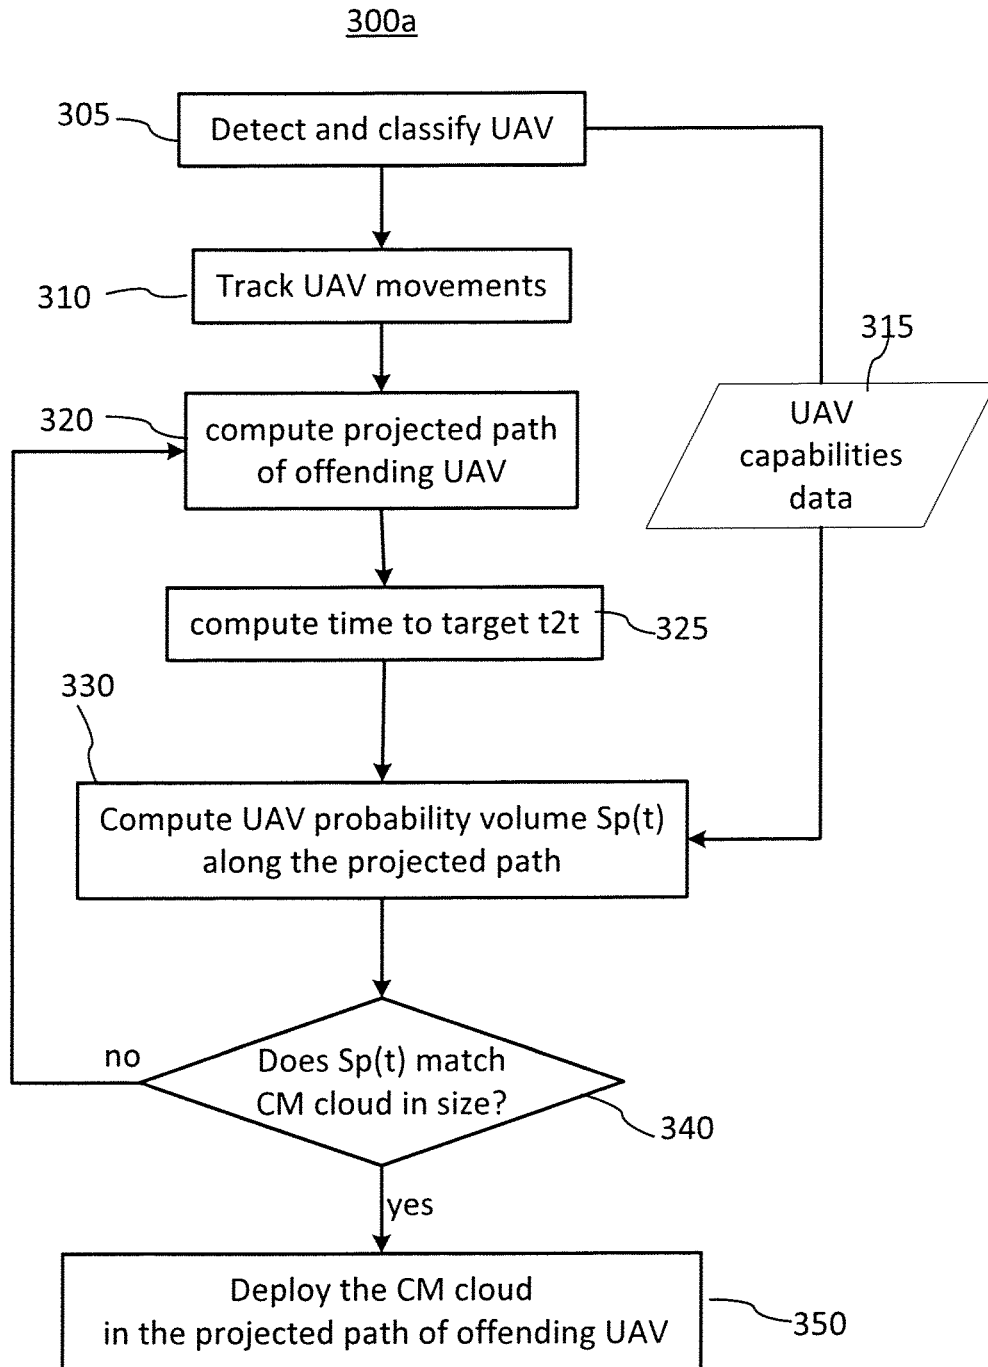 300a
305
Detect and classify UAV
310
Track UAV movements
315
UAV
capabilities
data
320
compute projected path
of offending UAV
compute time to target t2t
325
330
Compute UAV probability volume Sp(t)
along the projected path
no
Does Sp(t) match
CM cloud in size?
340
yes
Deploy the CM cloud
in the projected path of offending UAV
350